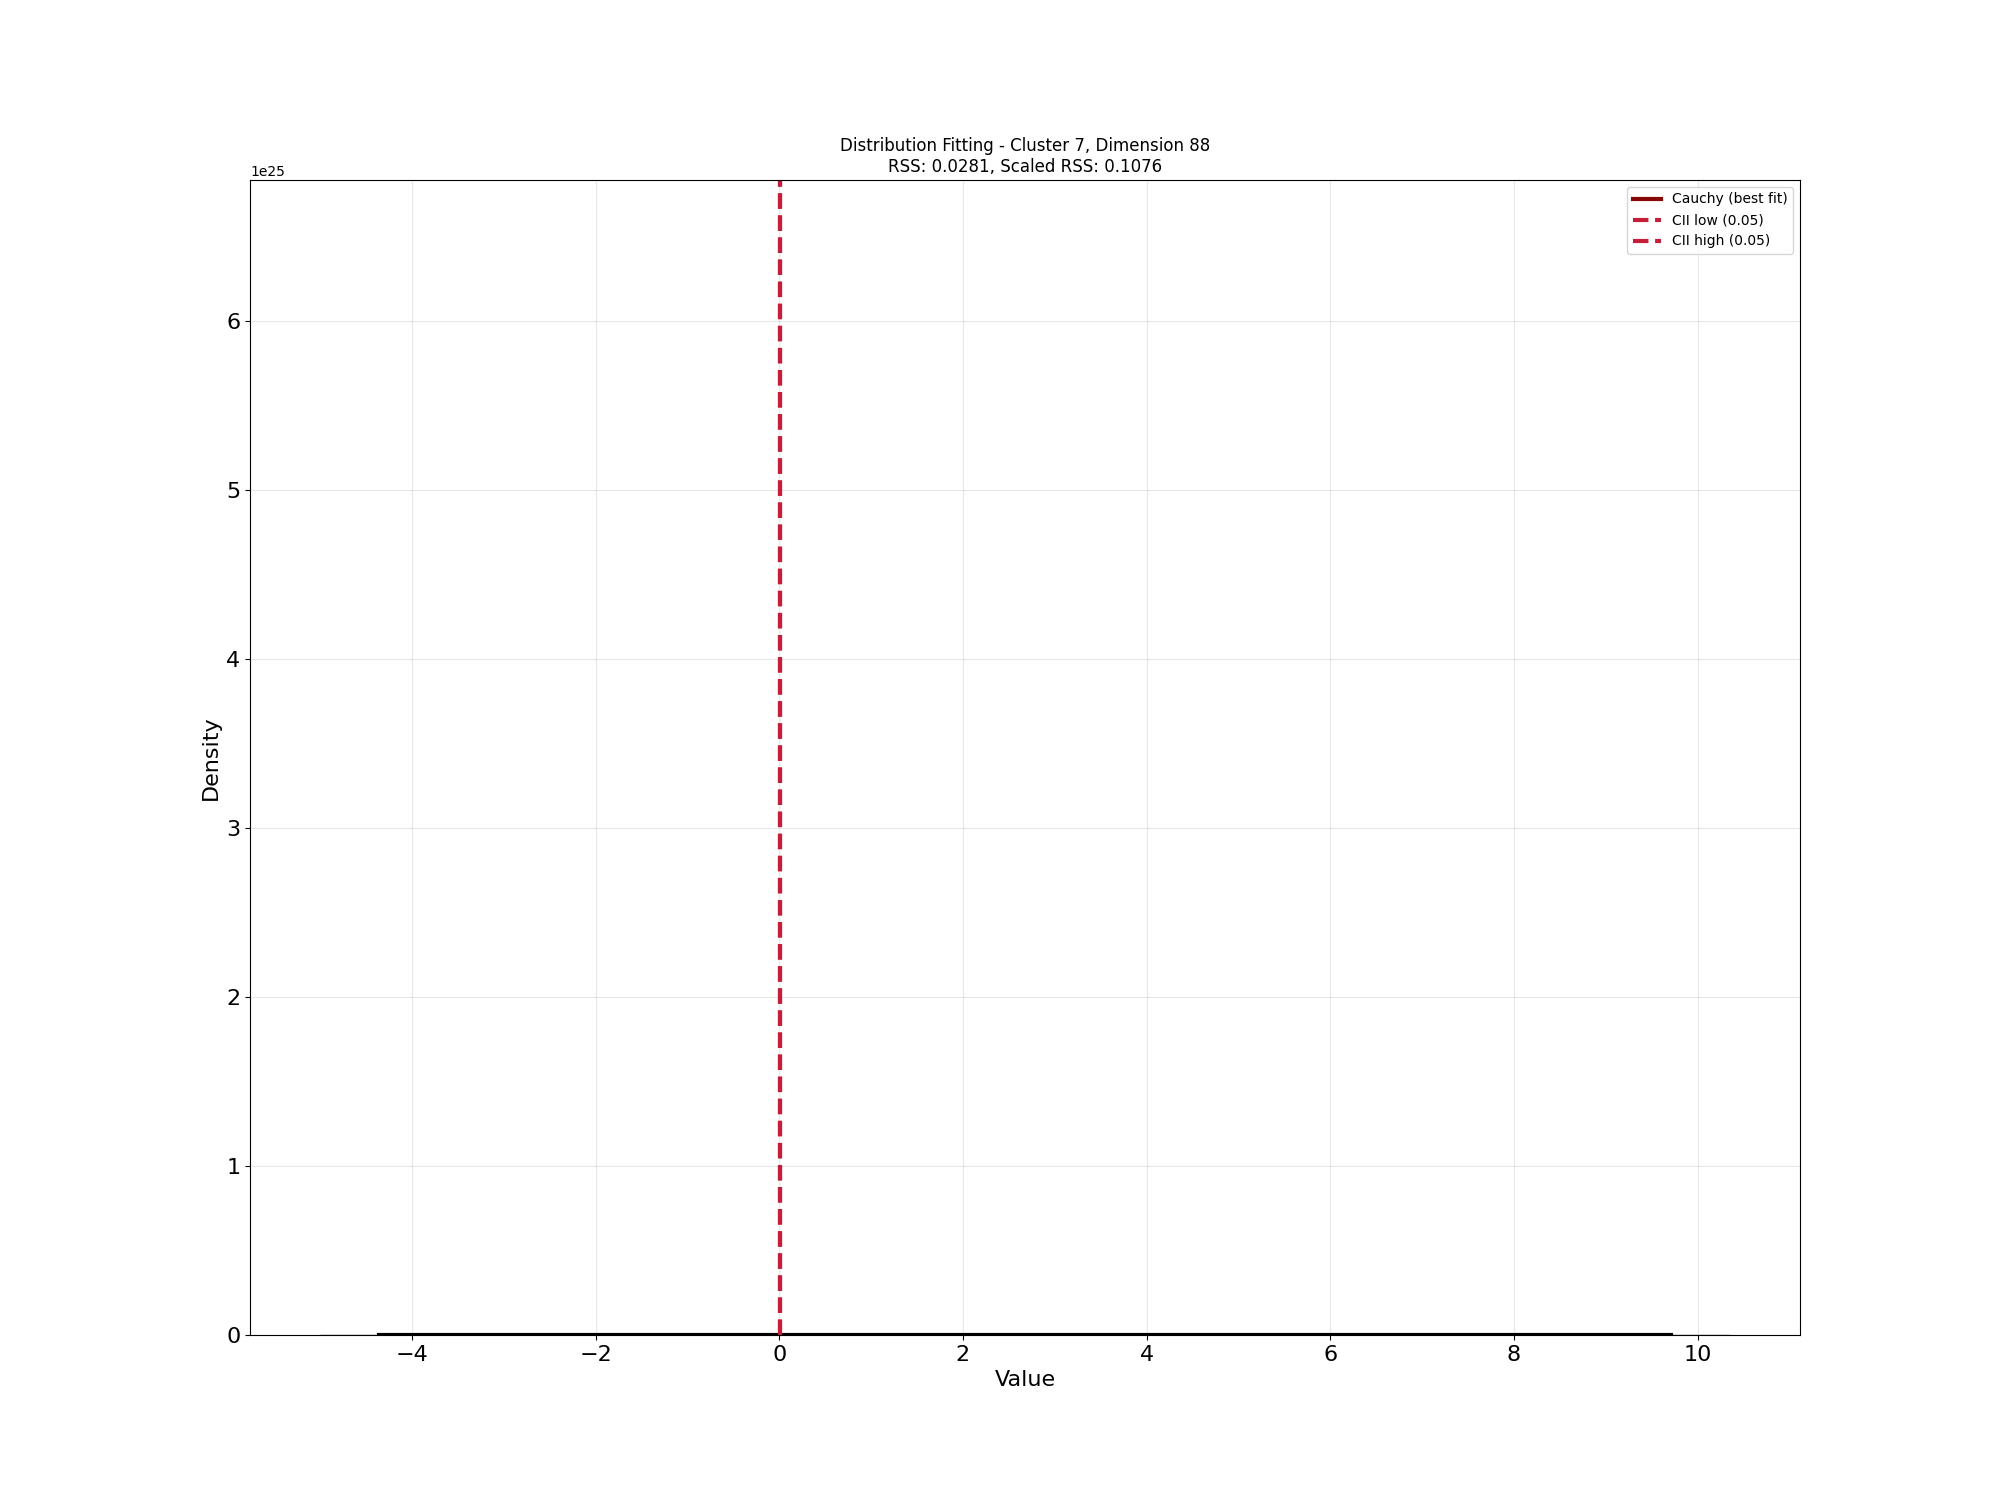 Distribution Fitting - Cluster 7, Dimension 88
RSS: 0.0281, Scaled RSS: 0.1076
1e25
Cauchy (best fit)
CII low (0.05)
CII high (0.05)
6
5
4
3
2
1
0
Density
−4
−2
0
2
4
6
8
10
Value